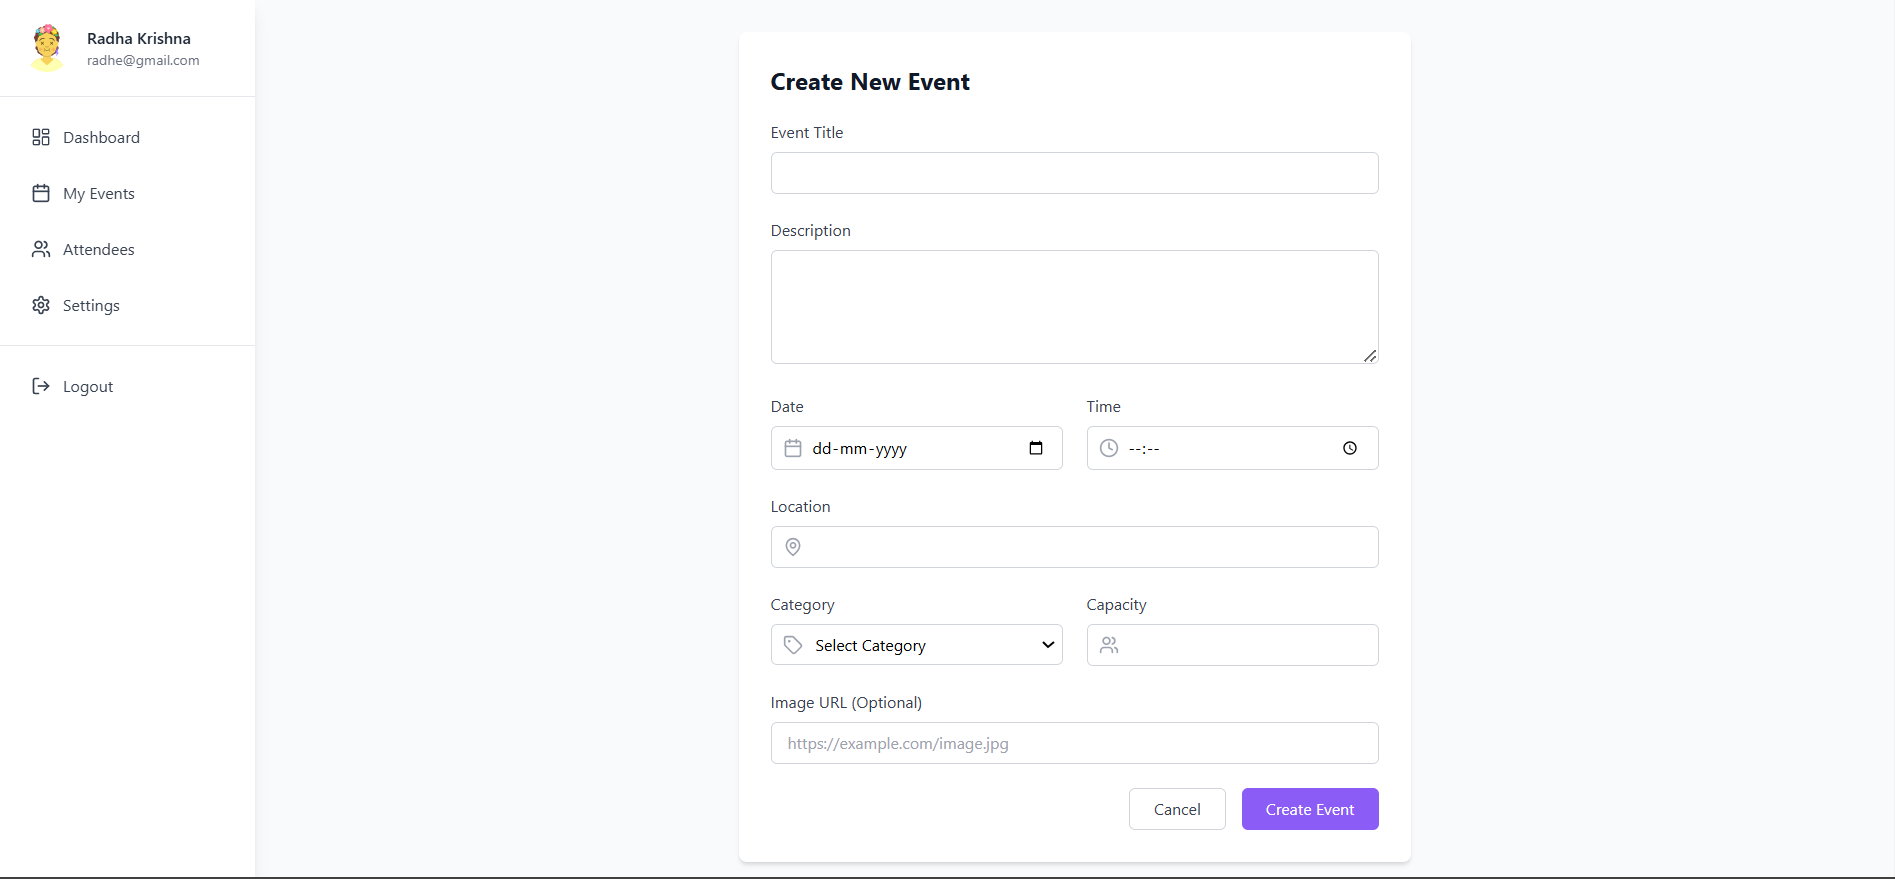 Radha Krishna
radhe@gmail.com
Dashboard
My Events
Attendees
Settings
Logout
Create New Event
Event Title
Description
Date
Time
dd-mm-yyyy
--:--
Location
Category
Capacity
Select Category
Image URL (Optional)
https://example.com/image.jpg
Cancel
Create Event